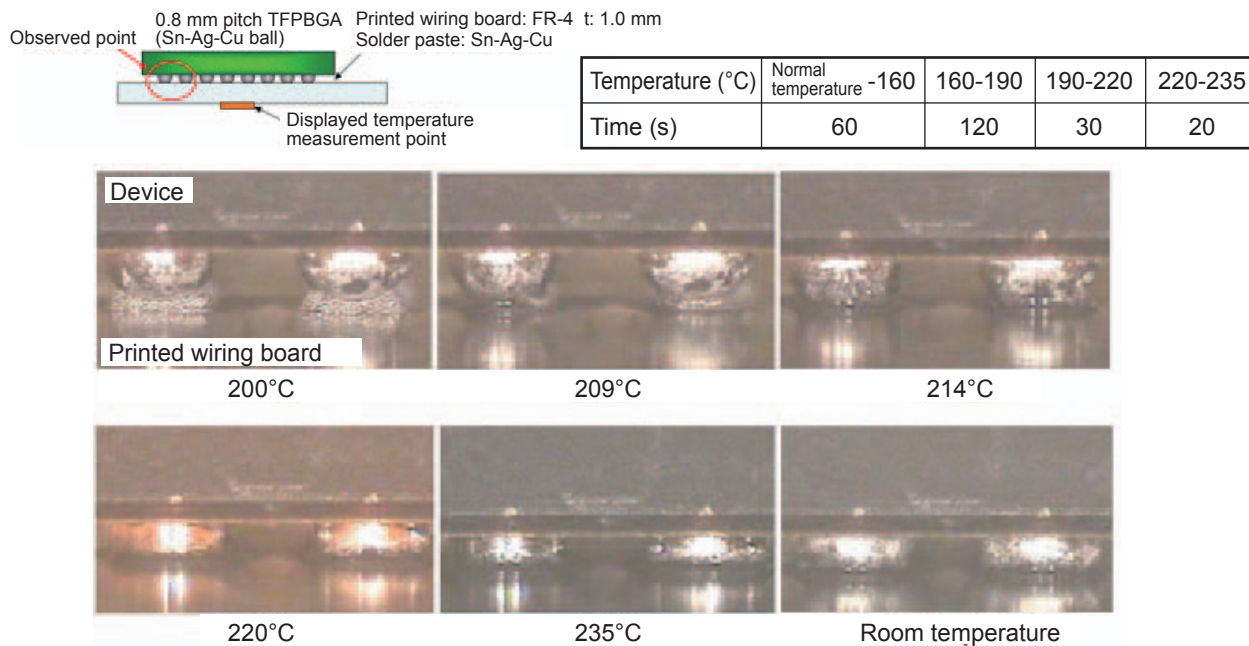 0.8 mm pitch TFPBGA
(Sn-Ag-Cu ball)
Observed point
Printed wiring board: FR-4  t: 1.0 mm
Solder paste: Sn-Ag-Cu
Displayed temperature
measurement point
Temperature (°C) Normal temperature -160 160-190 190-220 220-235
Time (s) 60 120 30 20
Device
Printed wiring board
200°C 209°C 214°C
220°C 235°C Room temperature